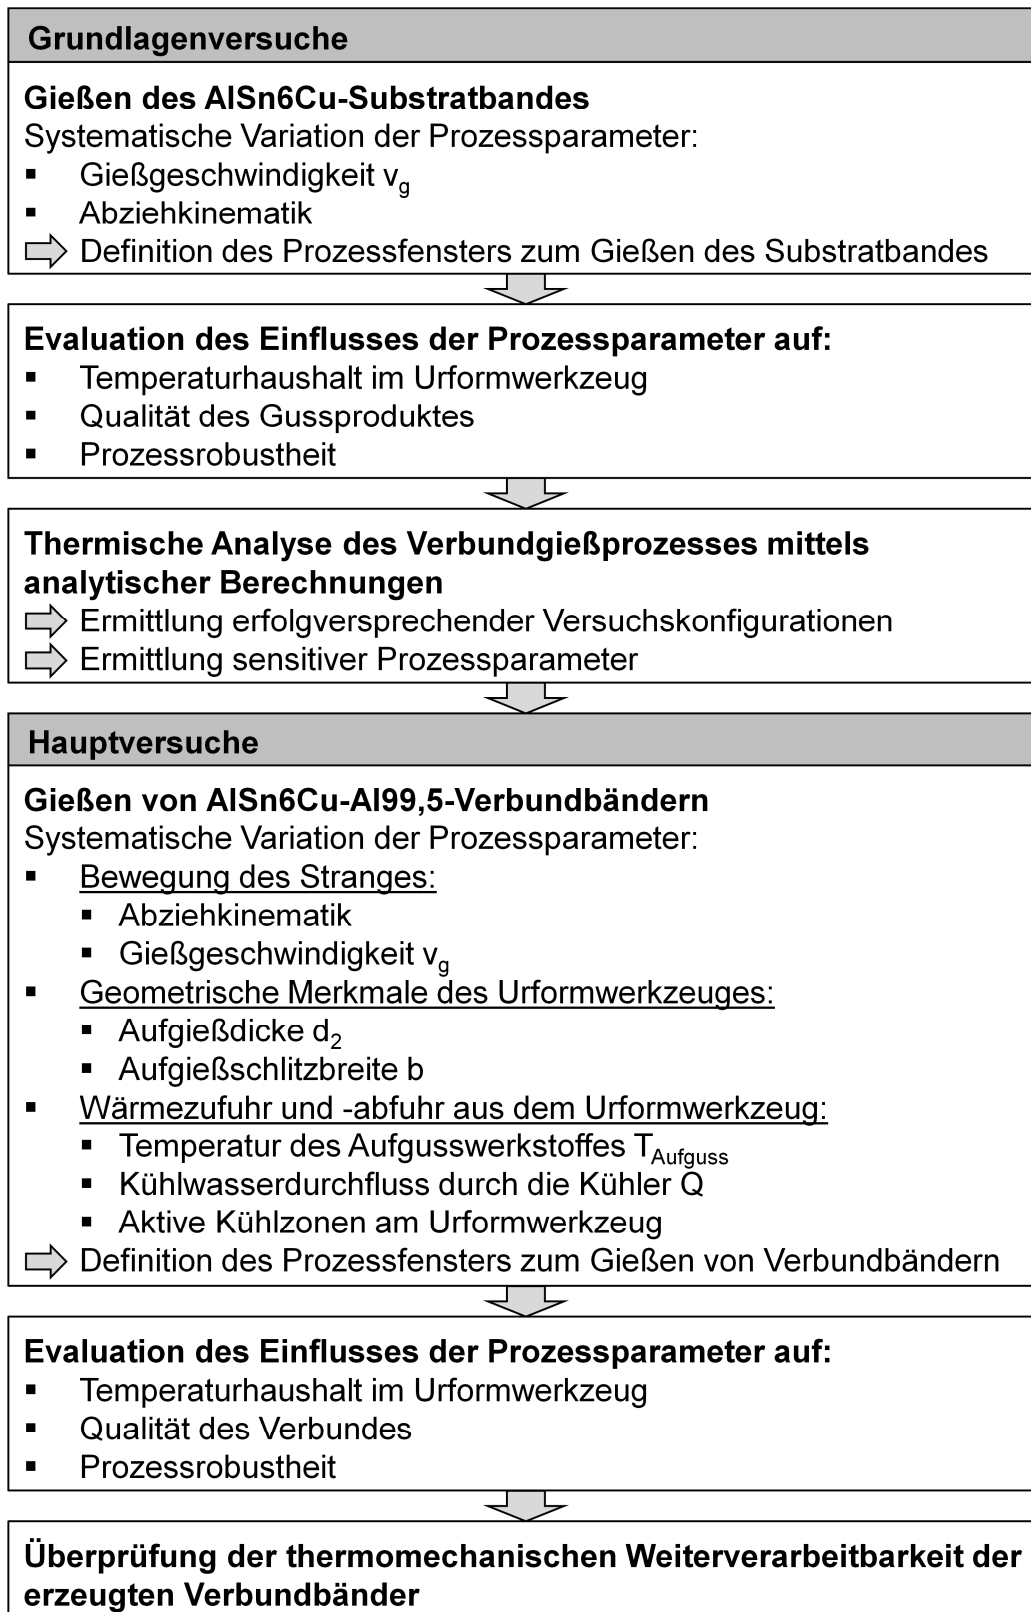 Grundlagenversuche
Gießen des AlSn6Cu-Substratbandes
Systematische Variation der Prozessparameter:
▪ Gießgeschwindigkeit vg
▪ Abziehkinematik
Definition des Prozessfensters zum Gießen des Substratbandes
Evaluation des Einflusses der Prozessparameter auf:
▪ Temperaturhaushalt im Urformwerkzeug
▪ Qualität des Gussproduktes
▪ Prozessrobustheit
Thermische Analyse des Verbundgießprozesses mittels
analytischer Berechnungen
Ermittlung erfolgversprechender Versuchskonfigurationen
Ermittlung sensitiver Prozessparameter
Hauptversuche
Gießen von AlSn6Cu-Al99,5-Verbundbändern
Systematische Variation der Prozessparameter:
▪ Bewegung des Stranges:
▪ Abziehkinematik
▪ Gießgeschwindigkeit vg
▪ Geometrische Merkmale des Urformwerkzeuges:
▪ Aufgießdicke d2
▪ Aufgießschlitzbreite b
▪ Wärmezufuhr und -abfuhr aus dem Urformwerkzeug:
▪ Temperatur des Aufgusswerkstoffes TAufguss
▪ Kühlwasserdurchfluss durch die Kühler Q
▪ Aktive Kühlzonen am Urformwerkzeug
Definition des Prozessfensters zum Gießen von Verbundbändern
Evaluation des Einflusses der Prozessparameter auf:
▪ Temperaturhaushalt im Urformwerkzeug
▪ Qualität des Verbundes
▪ Prozessrobustheit
Überprüfung der thermomechanischen Weiterverarbeitbarkeit der
erzeugten Verbundbänder